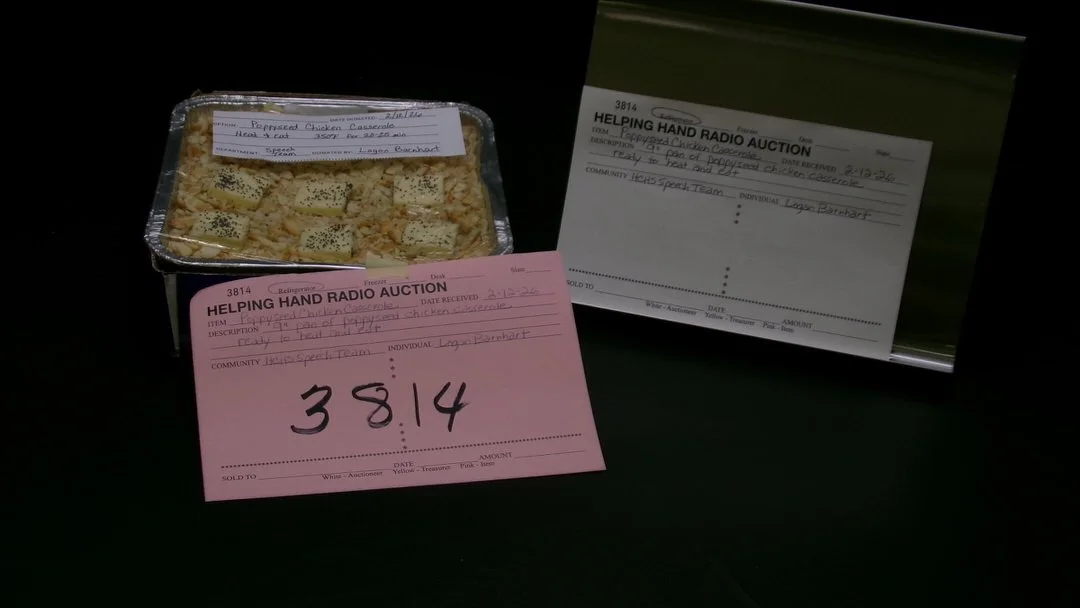 DATE DONATED: 2/12/26
Poppyseed Chicken Casserole
Heat & eat 350°F for 20-25 min
DEPARTMENT: Speech Team DONATED BY: Logan Barnhart
3814 Refrigerator Freezer Desk Slate
HELPING HAND RADIO AUCTION
ITEM Poppyseed Chicken Casserole DATE RECEIVED 2-12-26
DESCRIPTION 9" pan of poppyseed chicken casserole
ready to heat and eat
COMMUNITY HCHS Speech Team INDIVIDUAL Logan Barnhart
3814
SOLD TO DATE AMOUNT
White - Auctioneer Yellow - Treasurer Pink - Item
3814 Refrigerator Freezer
HELPING HAND RADIO AUCTION
ITEM Poppyseed Chicken Casserole DATE RECEIVED 2-12-26
DESCRIPTION 9" pan of poppyseed chicken casserole
ready to heat and eat
COMMUNITY HCHS Speech Team INDIVIDUAL Logan Barnhart
SOLD TO DATE AMOUNT
White - Auctioneer Yellow - Treasurer Pink - Item